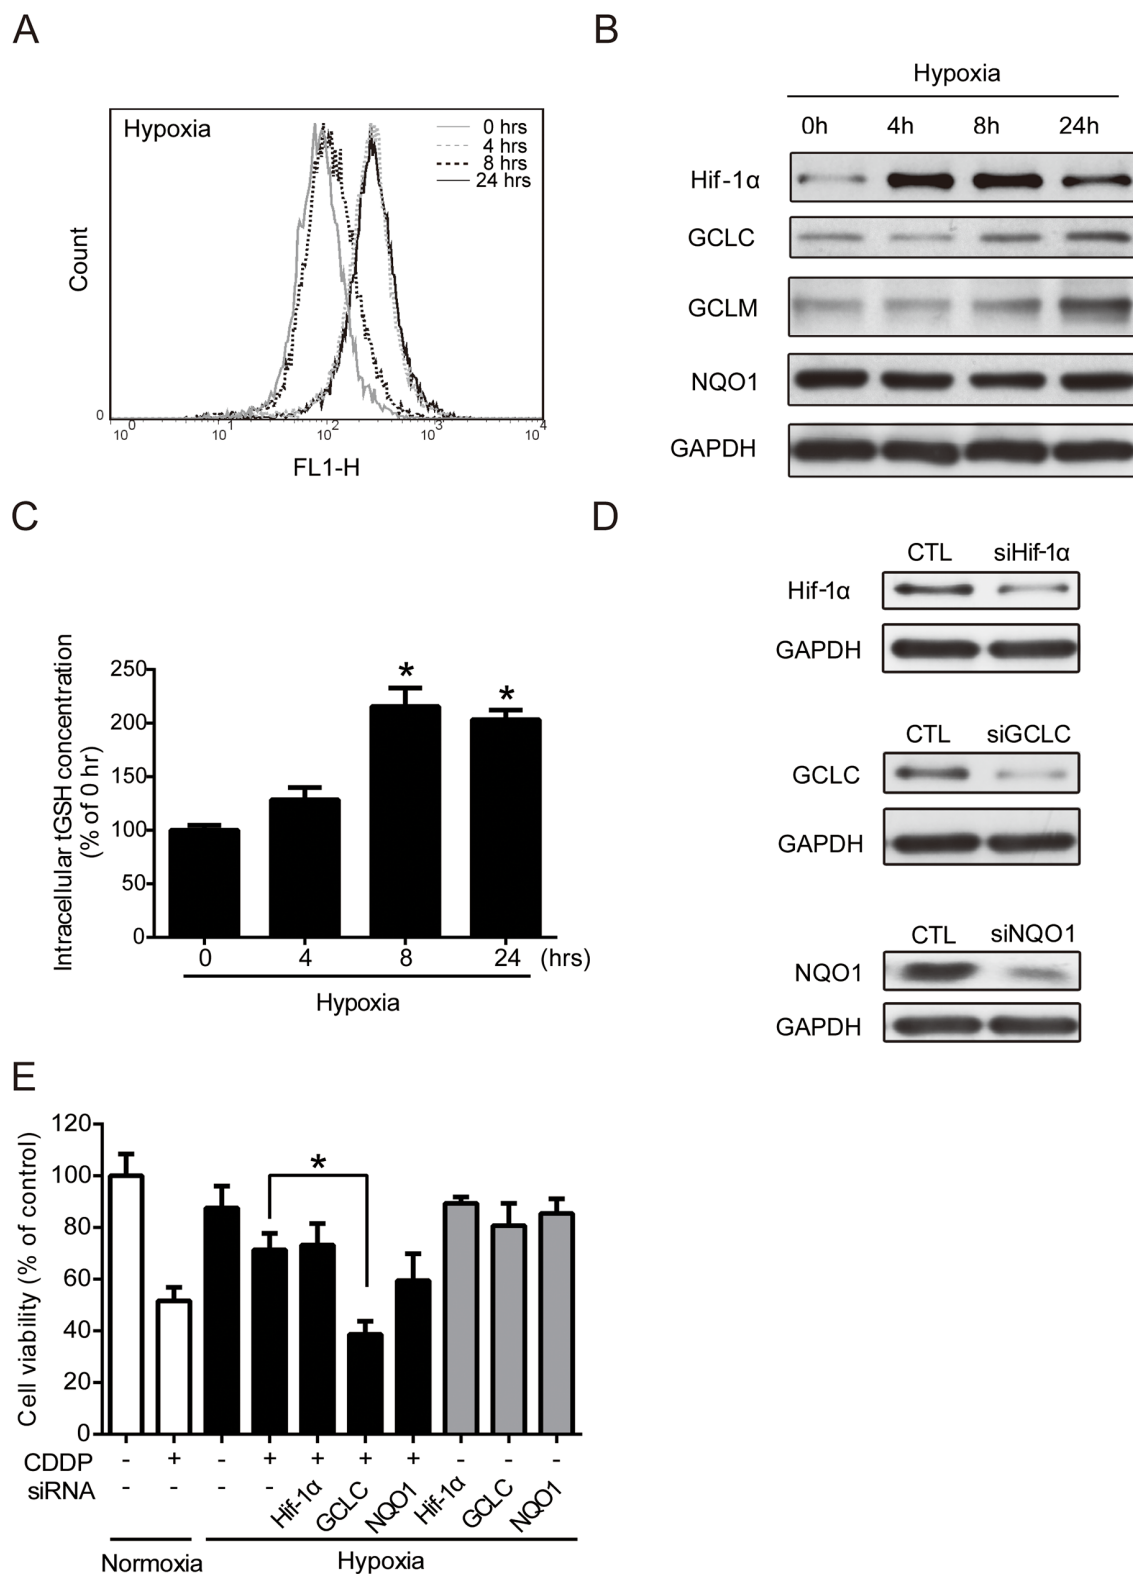 A
Hypoxia
0 hrs
4 hrs
8 hrs
24 hrs
Count
0
10^0 10^1 10^2 10^3 10^4
FL1-H
B
Hypoxia
0h 4h 8h 24h
Hif-1α
GCLC
GCLM
NQO1
GAPDH
C
Intracellular tGSH concentration
(% of 0 hr)
250
200
150
100
50
0
* *
0 4 8 24 (hrs)
Hypoxia
D
CTL siHif-1α
Hif-1α
GAPDH
CTL siGCLC
GCLC
GAPDH
CTL siNQO1
NQO1
GAPDH
E
Cell viability (% of control)
120
100
80
60
40
20
0
*
CDDP - + - + + + + - - -
siRNA - - - - Hif-1α GCLC NQO1 Hif-1α GCLC NQO1
Normoxia Hypoxia